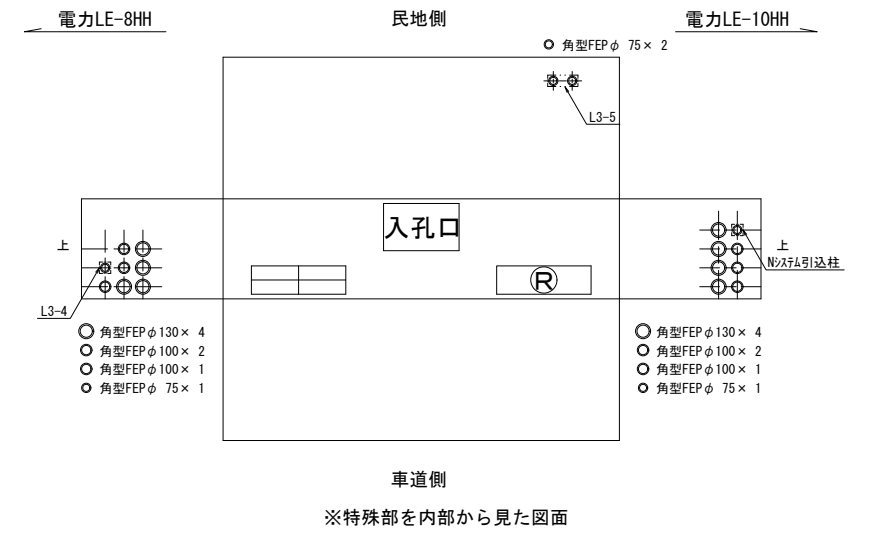 電力LE-8HH
民地側
電力LE-10HH
角型FEPφ 75× 2
L3-5
入孔口
上
上
Nシステム引込柱
R
L3-4
角型FEPφ130× 4
角型FEPφ100× 2
角型FEPφ100× 1
角型FEPφ 75× 1
角型FEPφ130× 4
角型FEPφ100× 2
角型FEPφ100× 1
角型FEPφ 75× 1
車道側
※特殊部を内部から見た図面